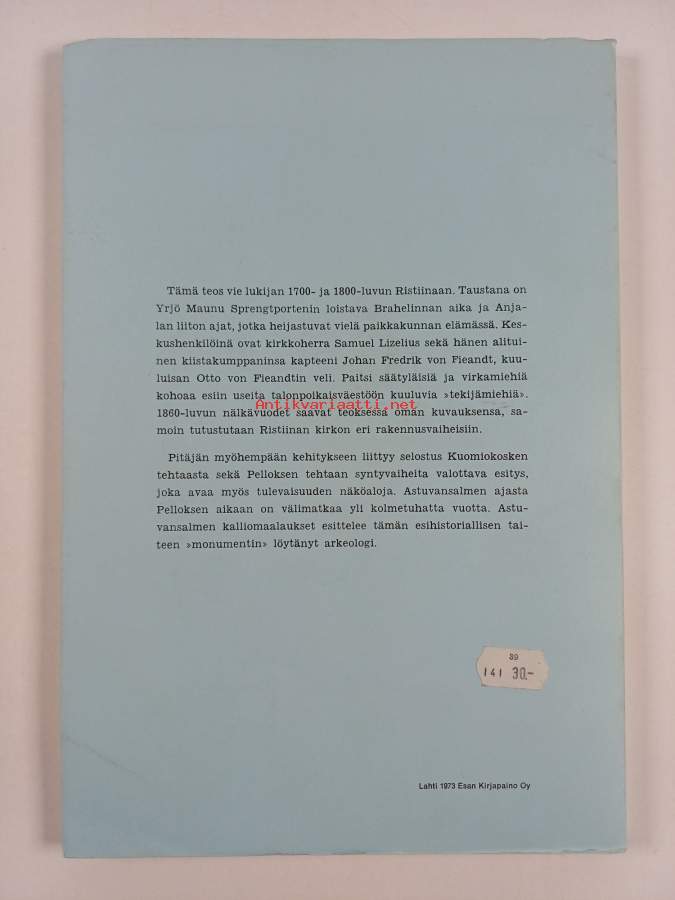 Tämä teos vie lukijan 1700- ja 1800-luvun Ristiinaan. Taustana on
Yrjö Maunu Sprengtportenin loistava Brahelinnan aika ja Anja-
lan liiton ajat, jotka heijastuvat vielä paikkakunnan elämässä. Kes-
kushenkilöinä ovat kirkkoherra Samuel Lizelius sekä hänen alitui-
nen kiistakumppaninsa kapteeni Johan Fredrik von Fieandt, kuu-
luisan Otto von Fieandtin veli. Paitsi säätyläisiä ja virkamiehiä
kohoaa esiin useita talonpoikaisväestöön kuuluvia »tekijämiehiä».
Antikvariaatti.net
1860-luvun nälkävuodet saavat teoksessa oman kuvauksensa, sa-
moin tutustutaan Ristiinan kirkon eri rakennusvaiheisiin.
Pitäjän myöhempään kehitykseen liittyy selostus Kuomiokosken
tehtaasta sekä Pelloksen tehtaan syntyvaiheita valottava esitys,
joka avaa myös tulevaisuuden näköaloja. Astuvansalmen ajasta
Pelloksen aikaan on välimatkaa yli kolmetuhatta vuotta. Astu-
vansalmen kalliomaalaukset esittelee tämän esihistoriallisen tai-
teen »monumentin» löytänyt arkeologi.
39
141 30.-
Lahti 1973 Esan Kirjapaino Oy